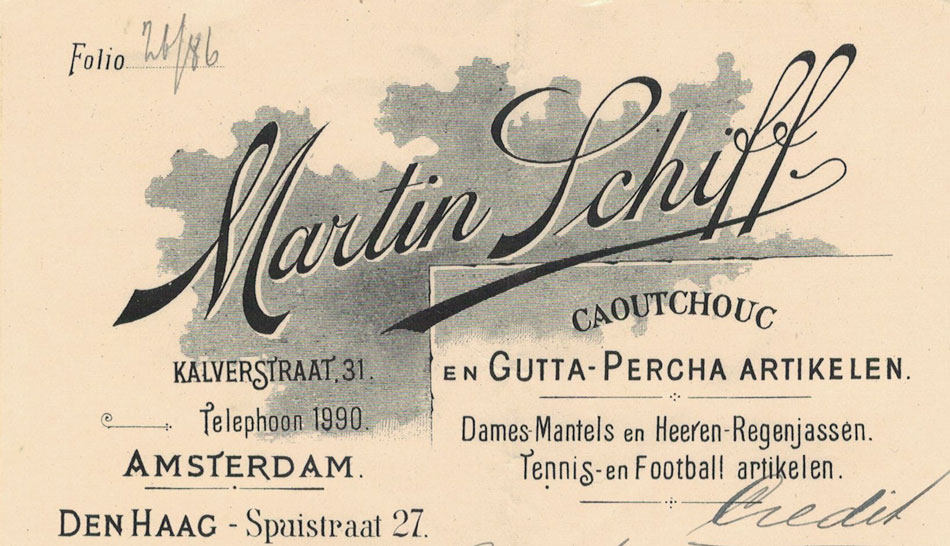 Folio 26/86
Martin Schiff.
CAOUTCHOUC
EN GUTTA-PERCHA ARTIKELEN.
Dames-Mantels en Heeren-Regenjassen.
Tennis-en Football artikelen.
KALVERSTRAAT, 31.
Telephoon 1990.
AMSTERDAM.
DEN HAAG - Spuistraat 27.
Credit